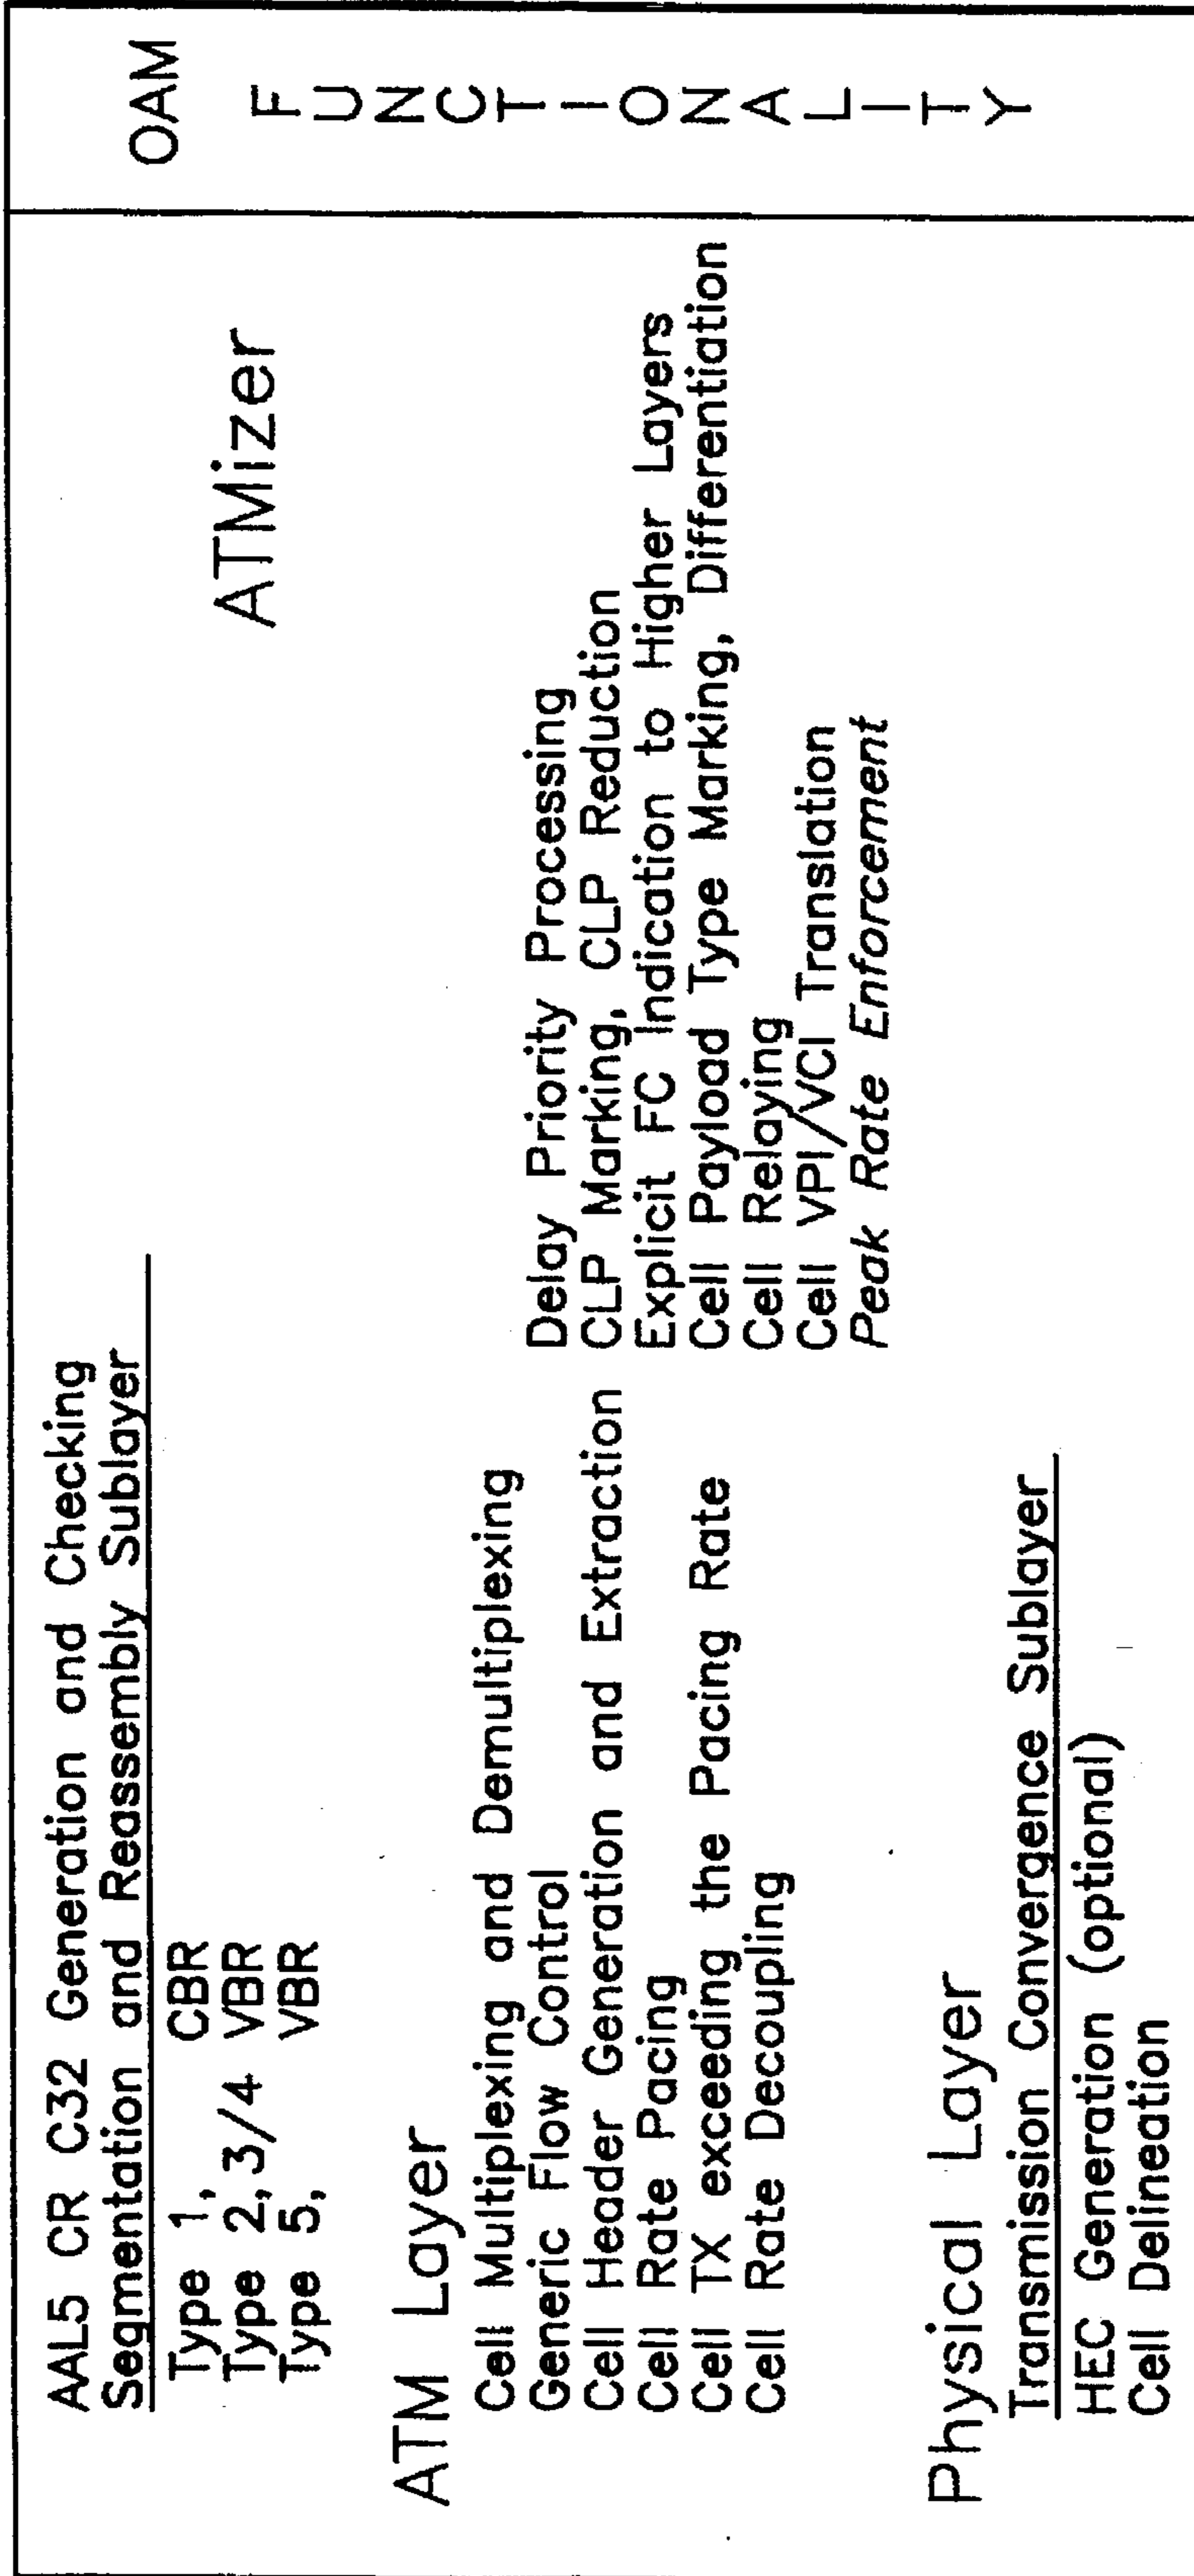 AAL5 CR C32 Generation and Checking
Segmentation and Reassembly Sublayer
Type 1, CBR
Type 2, 3/4 VBR
Type 5, VBR
ATMizer
ATM Layer
Cell Multiplexing and Demultiplexing
Generic Flow Control
Cell Header Generation and Extraction
Cell Rate Pacing
Cell TX exceeding the Pacing Rate
Cell Rate Decoupling
Delay Priority Processing
CLP Marking, CLP Reduction
Explicit FC Indication to Higher Layers
Cell Payload Type Marking, Differentiation
Cell Relaying
Cell VPI/VCI Translation
Peak Rate Enforcement
Physical Layer
Transmission Convergence Sublayer
HEC Generation (optional)
Cell Delineation
OAM
FUNCTIONALITY